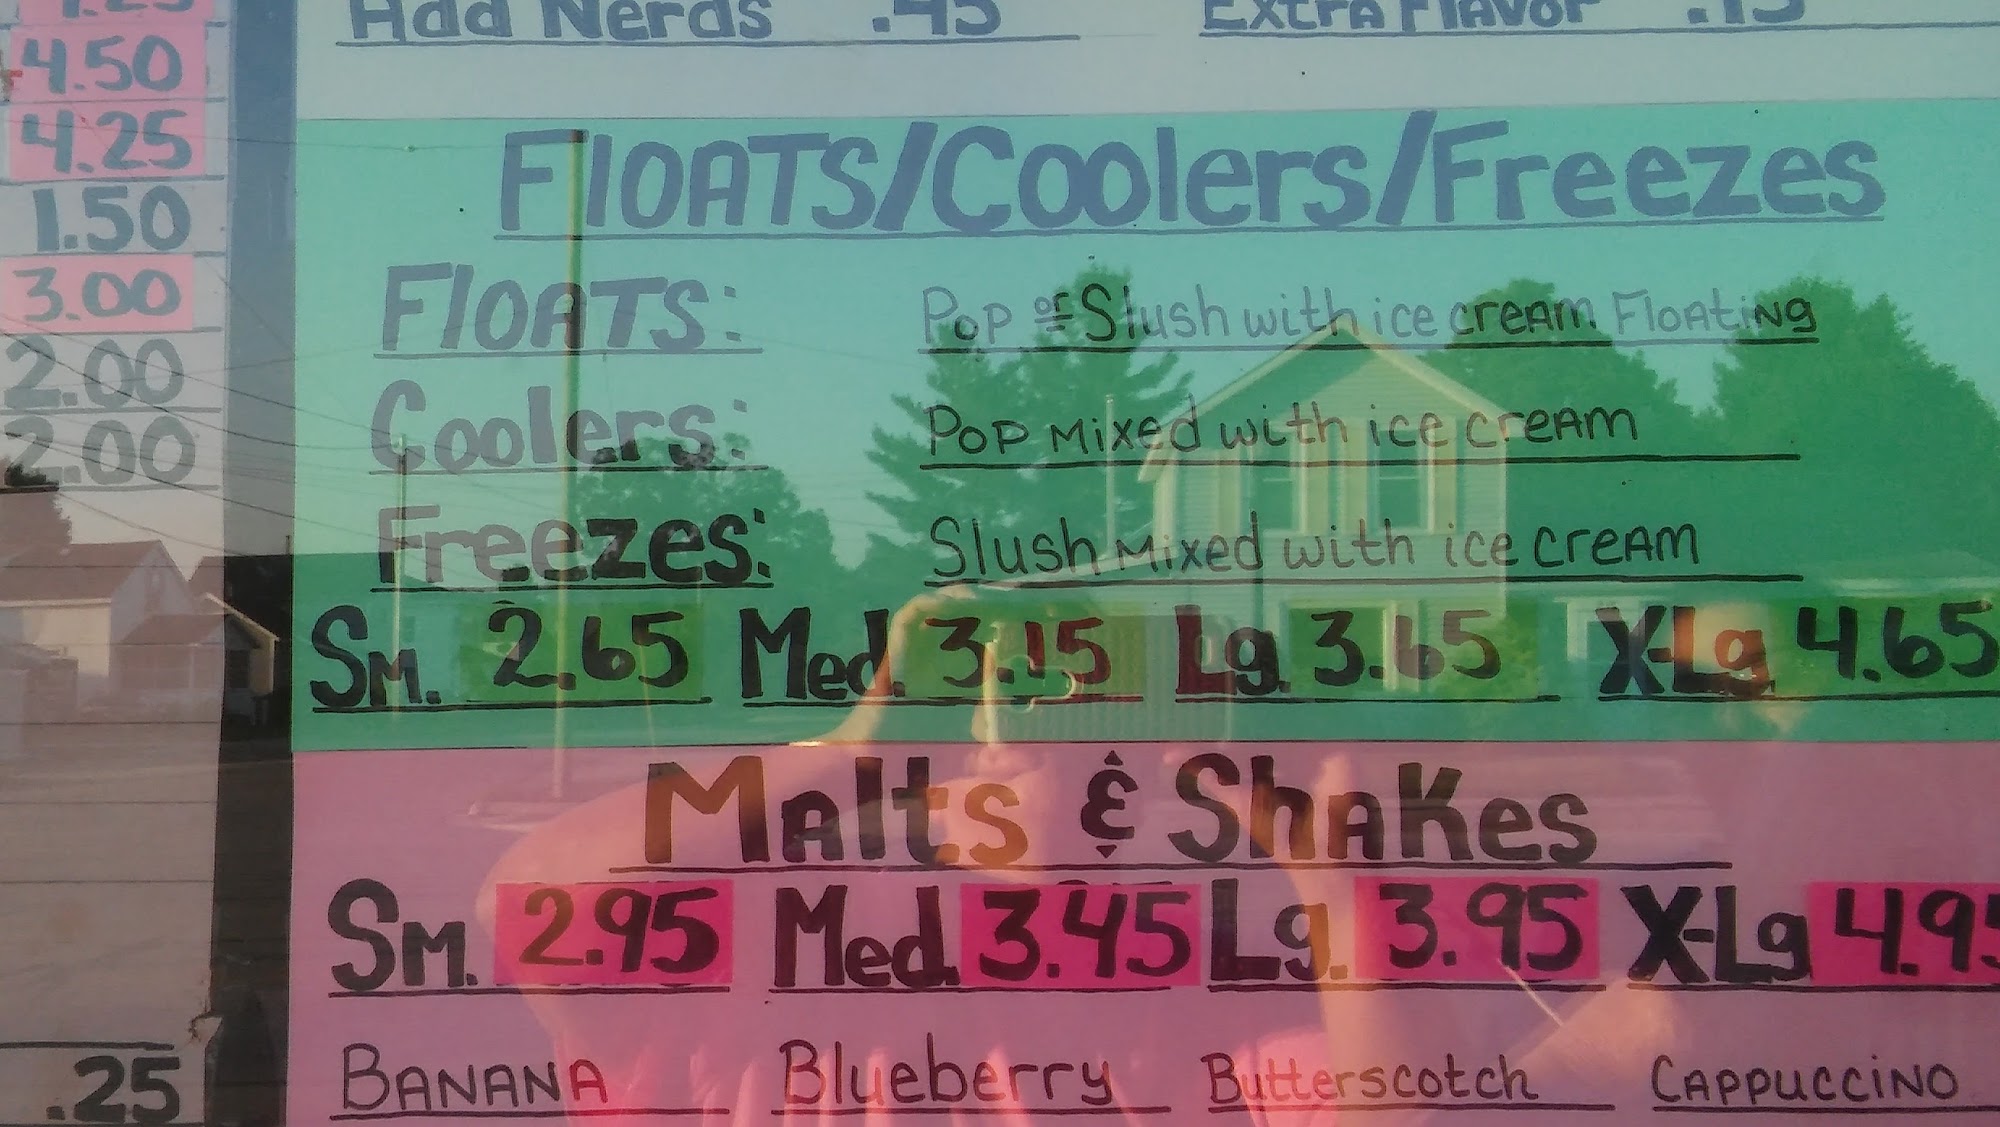 4.50
4.25
1.50
3.00
2.00
2.00
.25
Add Nerds .45
Extra Flavor .15
Floats/Coolers/Freezes
Floats: Pop or Slush with ice cream Floating
Coolers: Pop Mixed with ice cream
Freezes: Slush Mixed with ice cream
Sm. 2.65 Med. 3.15 Lg. 3.65 X-Lg 4.65
Malts & Shakes
Sm. 2.95 Med. 3.45 Lg. 3.95 X-Lg 4.95
Banana Blueberry Butterscotch Cappuccino